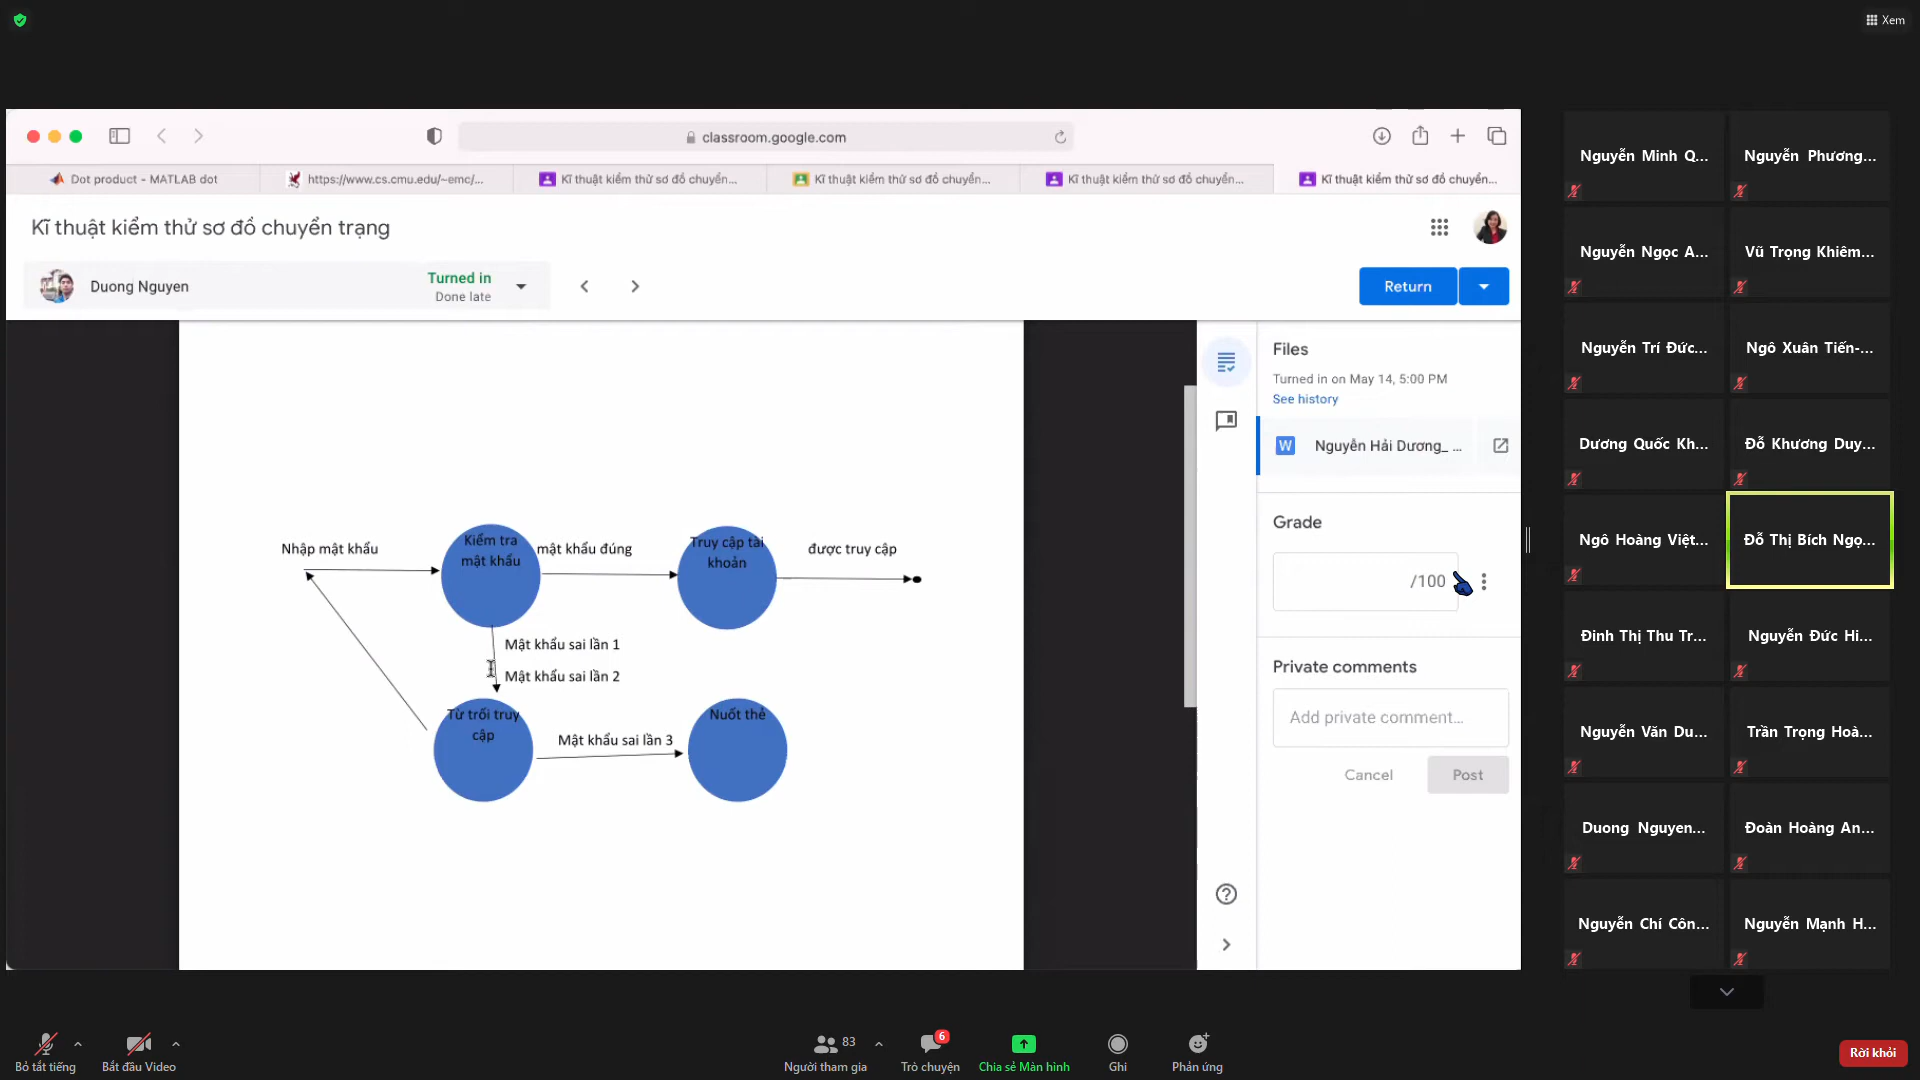 Xem
classroom.google.com
Dot product - MATLAB dot
https://www.cs.cmu.edu/~emc/...
Kĩ thuật kiểm thử sơ đồ chuyển...
Kĩ thuật kiểm thử sơ đồ chuyển...
Kĩ thuật kiểm thử sơ đồ chuyển...
Kĩ thuật kiểm thử sơ đồ chuyển...
Kĩ thuật kiểm thử sơ đồ chuyển trạng
Duong Nguyen
Turned in
Done late
Return
Nhập mật khẩu
Kiểm tra
mật khẩu
mật khẩu đúng
Truy cập tài
khoản
được truy cập
Mật khẩu sai lần 1
Mật khẩu sai lần 2
Từ trối truy
cập
Mật khẩu sai lần 3
Nuốt thẻ
Files
Turned in on May 14, 5:00 PM
See history
W
Nguyễn Hải Dương_ ...
Grade
/100
Private comments
Add private comment...
Cancel
Post
Nguyễn Minh Q...
Nguyễn Phương...
Nguyễn Ngọc A...
Vũ Trọng Khiêm...
Nguyễn Trí Đức...
Ngô Xuân Tiến-...
Dương Quốc Kh...
Đỗ Khương Duy...
Ngô Hoàng Việt...
Đỗ Thị Bích Ngọ...
Đinh Thị Thu Tr...
Nguyễn Đức Hi...
Nguyễn Văn Du...
Trần Trọng Hoà...
Duong Nguyen...
Đoàn Hoàng An...
Nguyễn Chí Côn...
Nguyễn Mạnh H...
Bỏ tắt tiếng
Bắt đầu Video
83
Người tham gia
6
Trò chuyện
Chia sẻ Màn hình
Ghi
Phản ứng
Rời khỏi